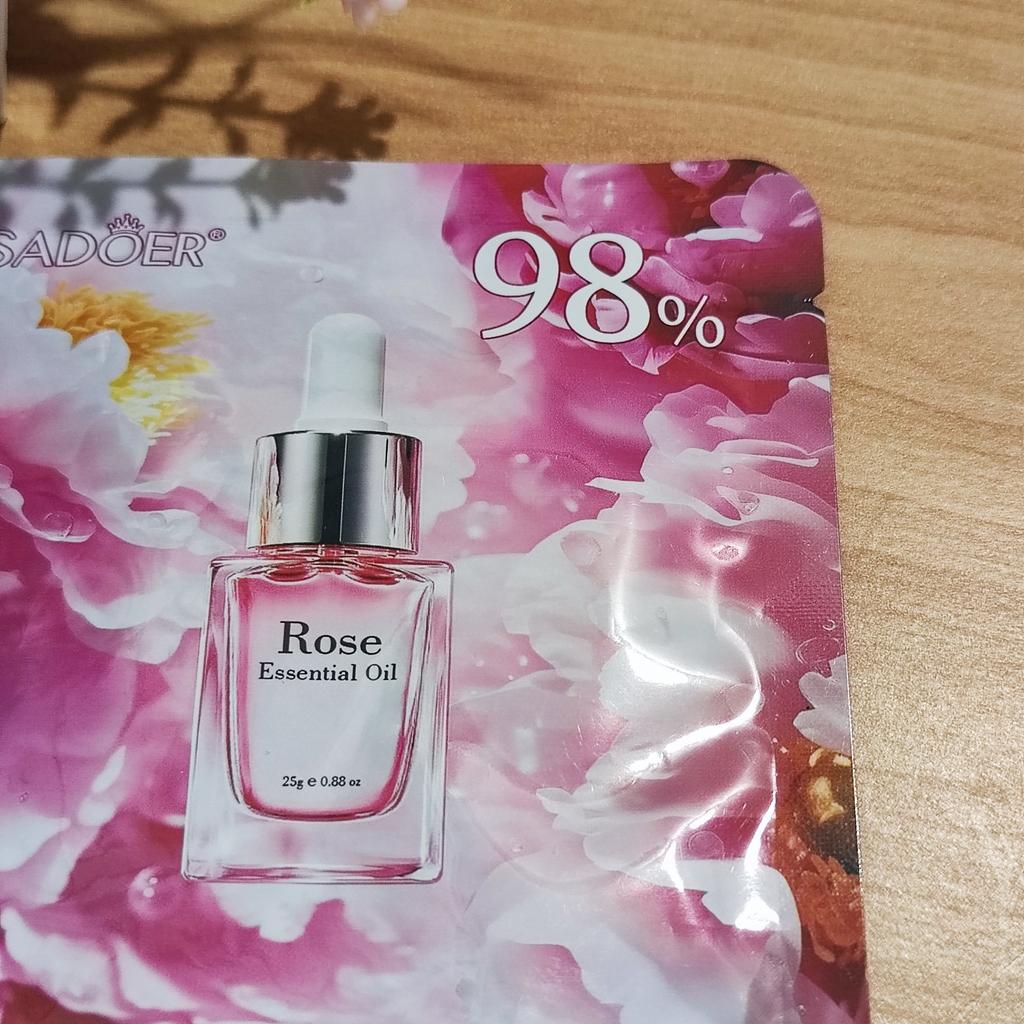 SADOER®
98%
Rose
Essential Oil
25g e 0.88 oz